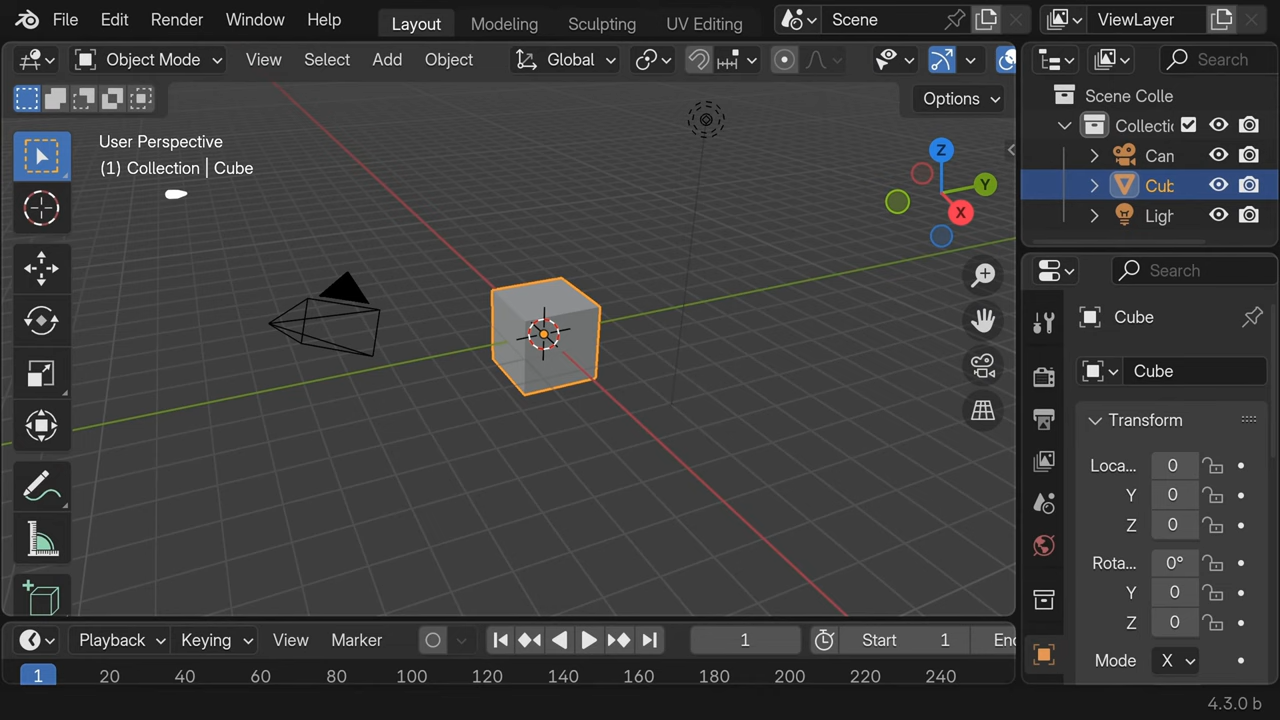 File Edit Render Window Help Layout Modeling Sculpting UV Editing Scene ViewLayer
Object Mode View Select Add Object Global Search
Options
User Perspective
(1) Collection | Cube
Z
Y
X
Scene Colle
Collectic
Can
Cub
Ligh
Search
Cube
Cube
Transform
Loca... 0
Y 0
Z 0
Rota... 0°
Y 0
Z 0
Mode X
Playback Keying View Marker 1 Start 1 End
1 20 40 60 80 100 120 140 160 180 200 220 240
4.3.0 b